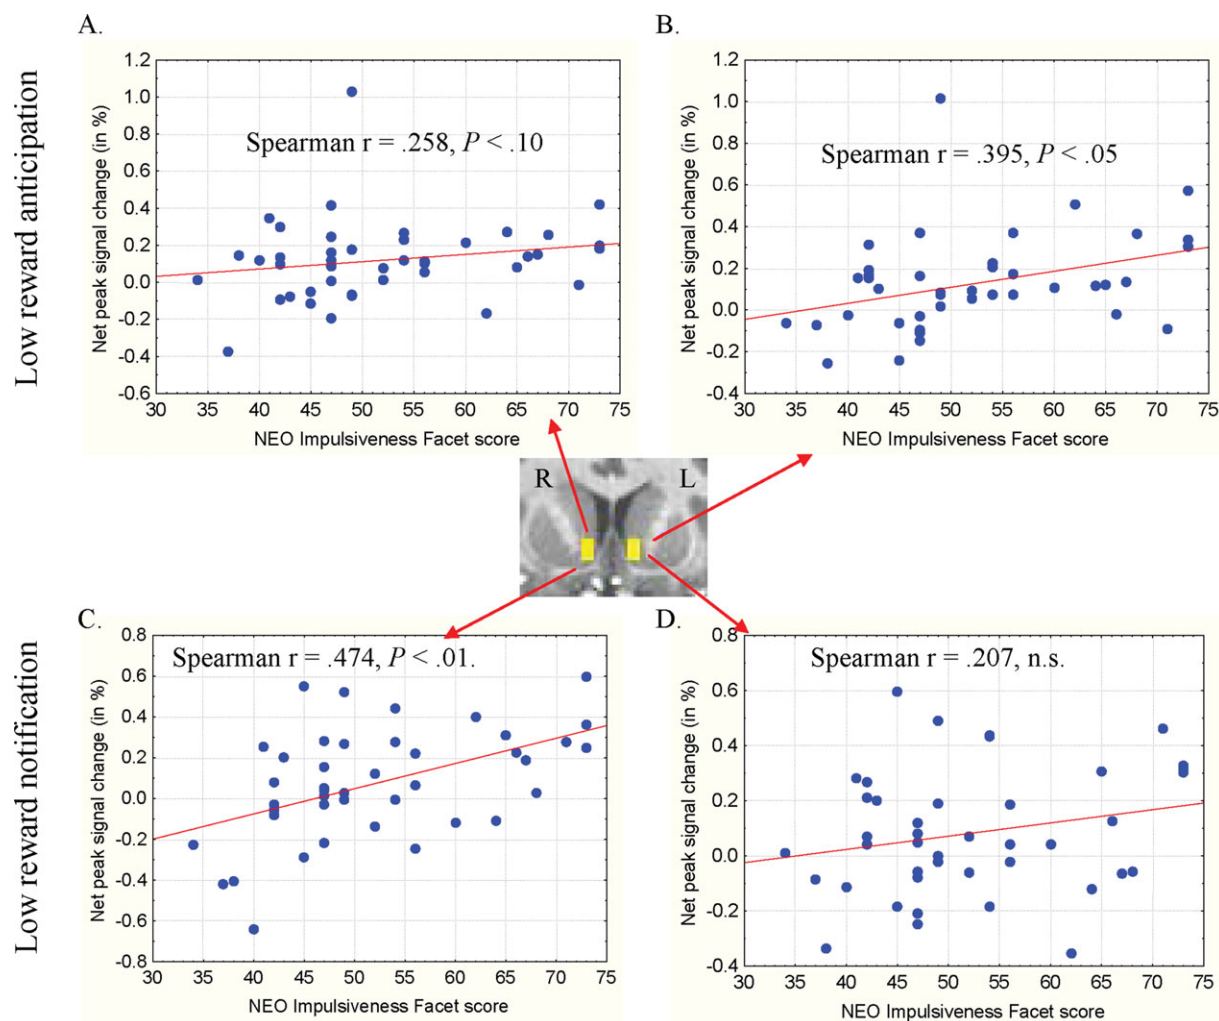 A.
B.
Low reward anticipation
Net peak signal change (in %)
1.2
1.0
0.8
0.6
0.4
0.2
0.0
-0.2
-0.4
-0.6
Spearman r = .258, P < .10
30 35 40 45 50 55 60 65 70 75
NEO Impulsiveness Facet score
Net peak signal change (in %)
1.2
1.0
0.8
0.6
0.4
0.2
0.0
-0.2
-0.4
Spearman r = .395, P < .05
30 35 40 45 50 55 60 65 70 75
NEO Impulsiveness Facet score
R L
C.
D.
Low reward notification
Net peak signal change (in %)
0.8
0.6
0.4
0.2
0.0
-0.2
-0.4
-0.6
-0.8
Spearman r = .474, P < .01.
30 35 40 45 50 55 60 65 70 75
NEO Impulsiveness Facet score
Net peak signal change (in %)
0.8
0.6
0.4
0.2
0.0
-0.2
-0.4
Spearman r = .207, n.s.
30 35 40 45 50 55 60 65 70 75
NEO Impulsiveness Facet score